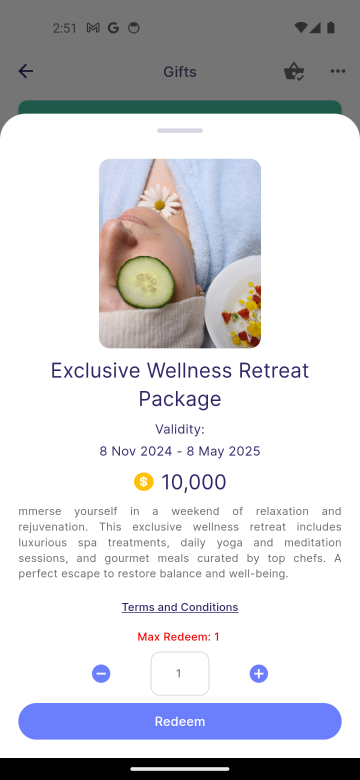 2:51
Gifts
Exclusive Wellness Retreat
Package
Validity:
8 Nov 2024 - 8 May 2025
10,000
mmerse yourself in a weekend of relaxation and
rejuvenation. This exclusive wellness retreat includes
luxurious spa treatments, daily yoga and meditation
sessions, and gourmet meals curated by top chefs. A
perfect escape to restore balance and well-being.
Terms and Conditions
Max Redeem: 1
1
Redeem